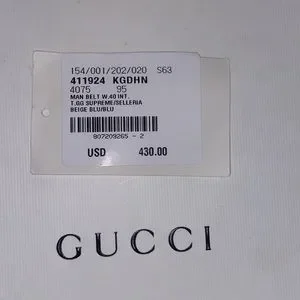 154/001/202/020 S63
411924 KGDHN
4075 95
MAN BELT W.40 INT.
T.GG SUPREME/SELLERIA
BEIGE BLU/BLU
807209265 - 2
USD 430.00
GUCCI